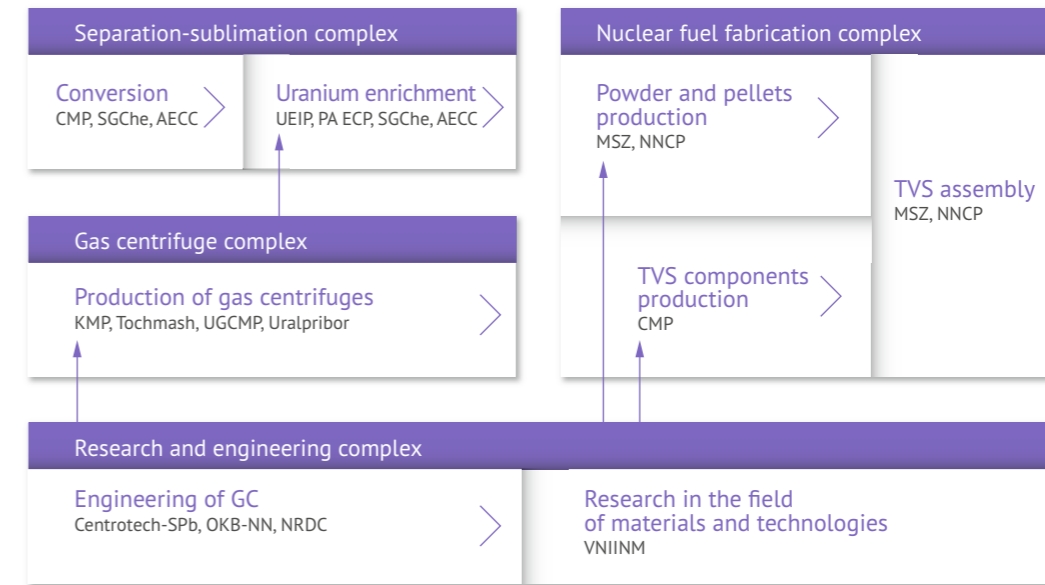 Separation-sublimation complex
Conversion
CMP, SGChe, AECC
Uranium enrichment
UEIP, PA ECP, SGChe, AECC
Gas centrifuge complex
Production of gas centrifuges
KMP, Tochmash, UGCMP, Uralpribor
Nuclear fuel fabrication complex
Powder and pellets
production
MSZ, NNCP
TVS components
production
CMP
TVS assembly
MSZ, NNCP
Research and engineering complex
Engineering of GC
Centrotech-SPb, OKB-NN, NRDC
Research in the field
of materials and technologies
VNIINM